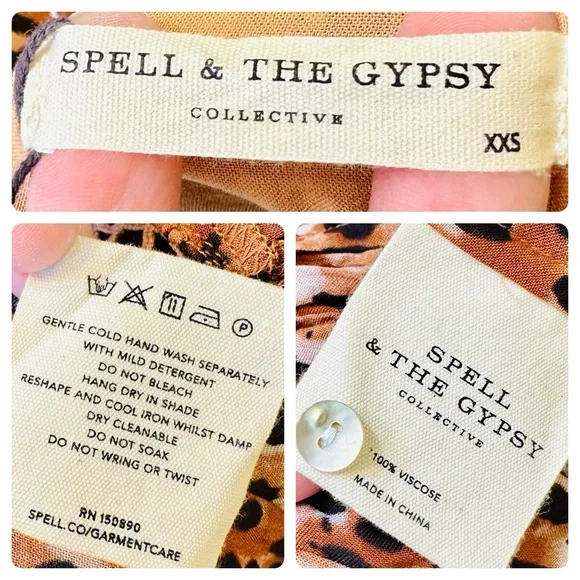 SPELL & THE GYPSY
COLLECTIVE
XXS
GENTLE COLD HAND WASH SEPARATELY
WITH MILD DETERGENT
DO NOT BLEACH
HANG DRY IN SHADE
RESHAPE AND COOL IRON WHILST DAMP
DRY CLEANABLE
DO NOT SOAK
DO NOT WRING OR TWIST
RN 150890
SPELL.CO/GARMENTCARE
SPELL
& THE GYPSY
COLLECTIVE
100% VISCOSE
MADE IN CHINA